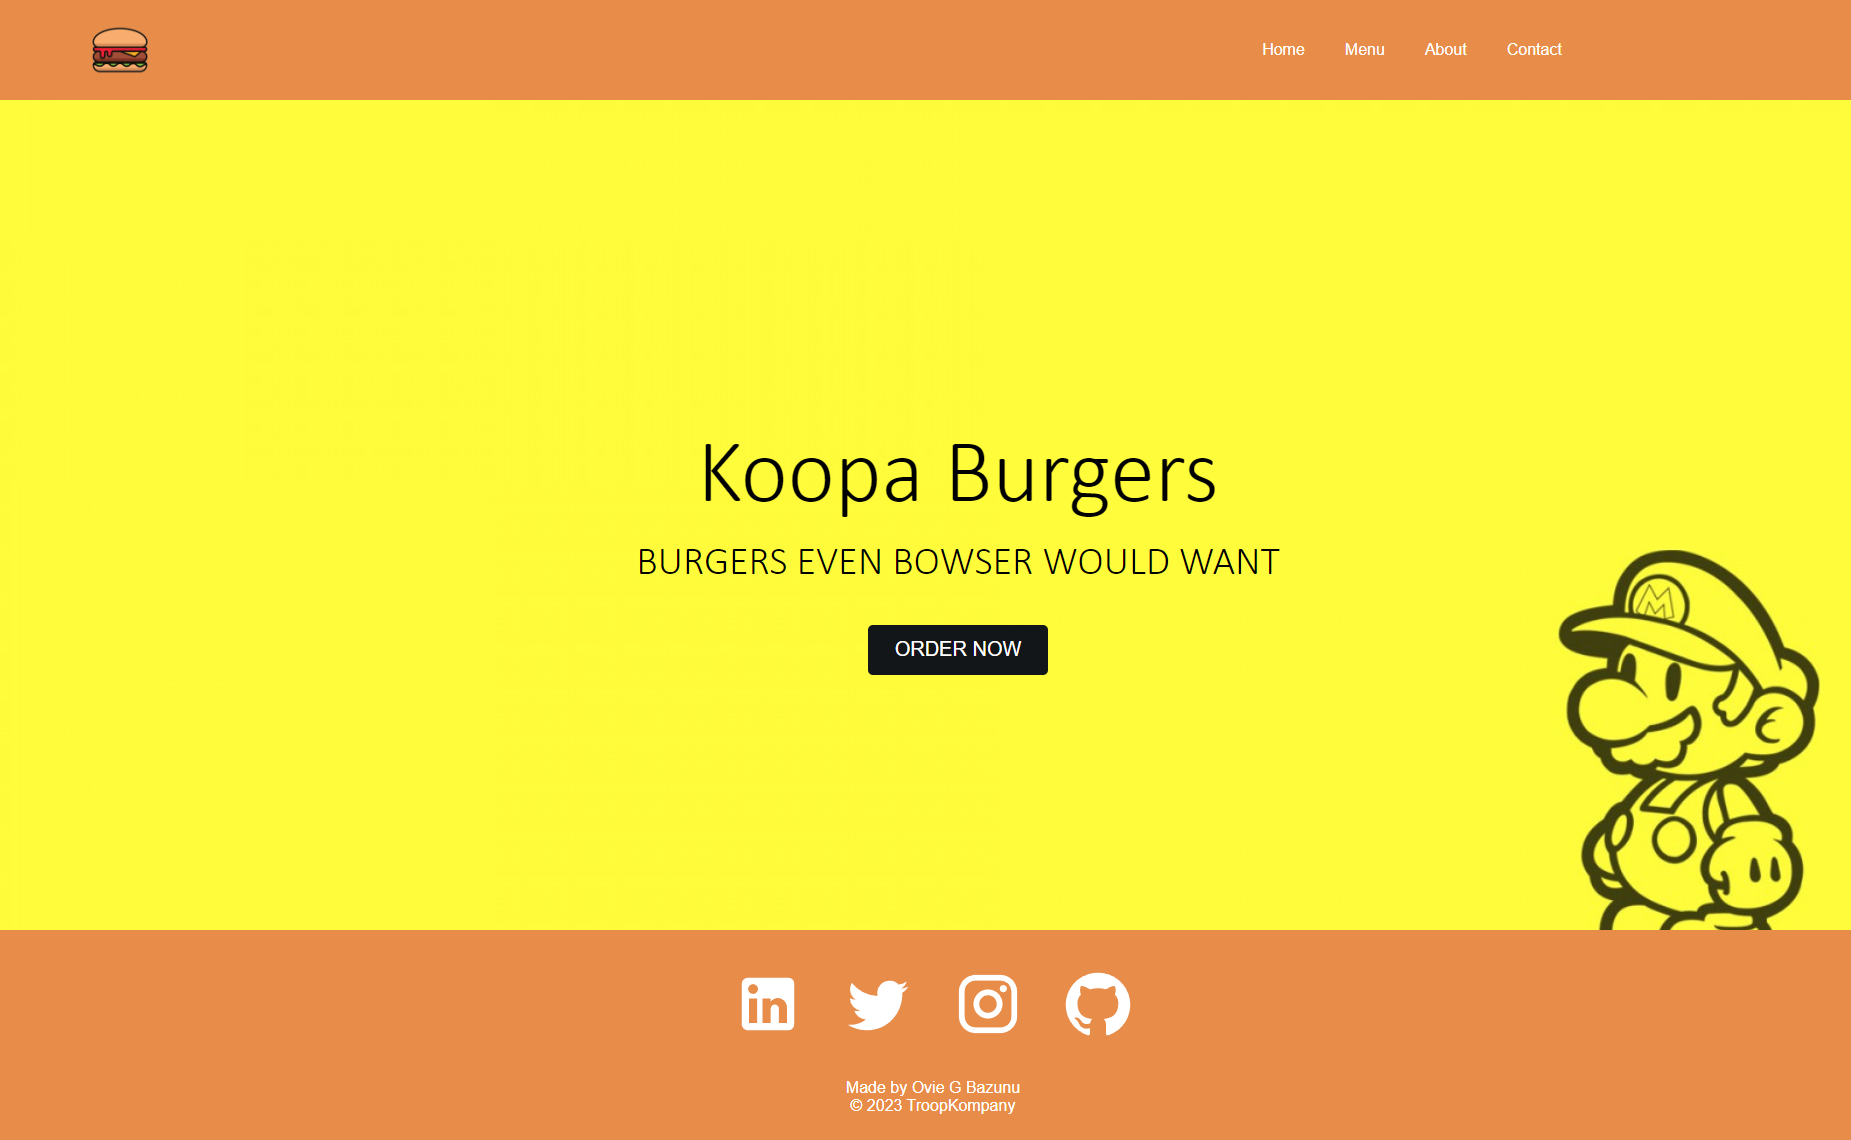 Home Menu About Contact
Koopa Burgers
BURGERS EVEN BOWSER WOULD WANT
ORDER NOW
M
in
Made by Ovie G Bazunu
© 2023 TroopKompany